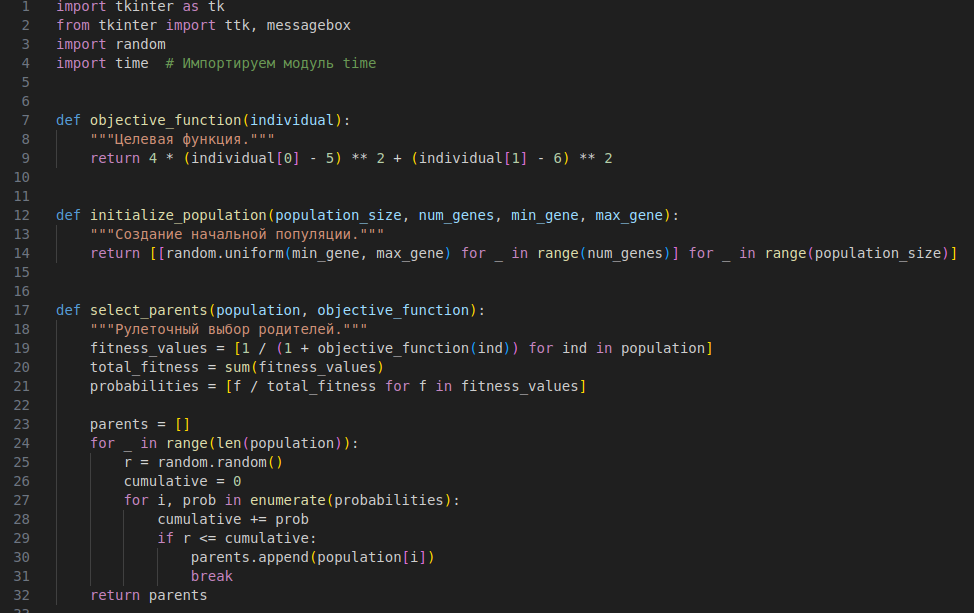 1 import tkinter as tk
2 from tkinter import ttk, messagebox
3 import random
4 import time  # Импортируем модуль time
5
6
7 def objective_function(individual):
8     """Целевая функция."""
9     return 4 * (individual[0] - 5) ** 2 + (individual[1] - 6) ** 2
10
11
12 def initialize_population(population_size, num_genes, min_gene, max_gene):
13     """Создание начальной популяции."""
14     return [[random.uniform(min_gene, max_gene) for _ in range(num_genes)] for _ in range(population_size)]
15
16
17 def select_parents(population, objective_function):
18     """Рулеточный выбор родителей."""
19     fitness_values = [1 / (1 + objective_function(ind)) for ind in population]
20     total_fitness = sum(fitness_values)
21     probabilities = [f / total_fitness for f in fitness_values]
22
23     parents = []
24     for _ in range(len(population)):
25         r = random.random()
26         cumulative = 0
27         for i, prob in enumerate(probabilities):
28             cumulative += prob
29             if r <= cumulative:
30                 parents.append(population[i])
31                 break
32     return parents